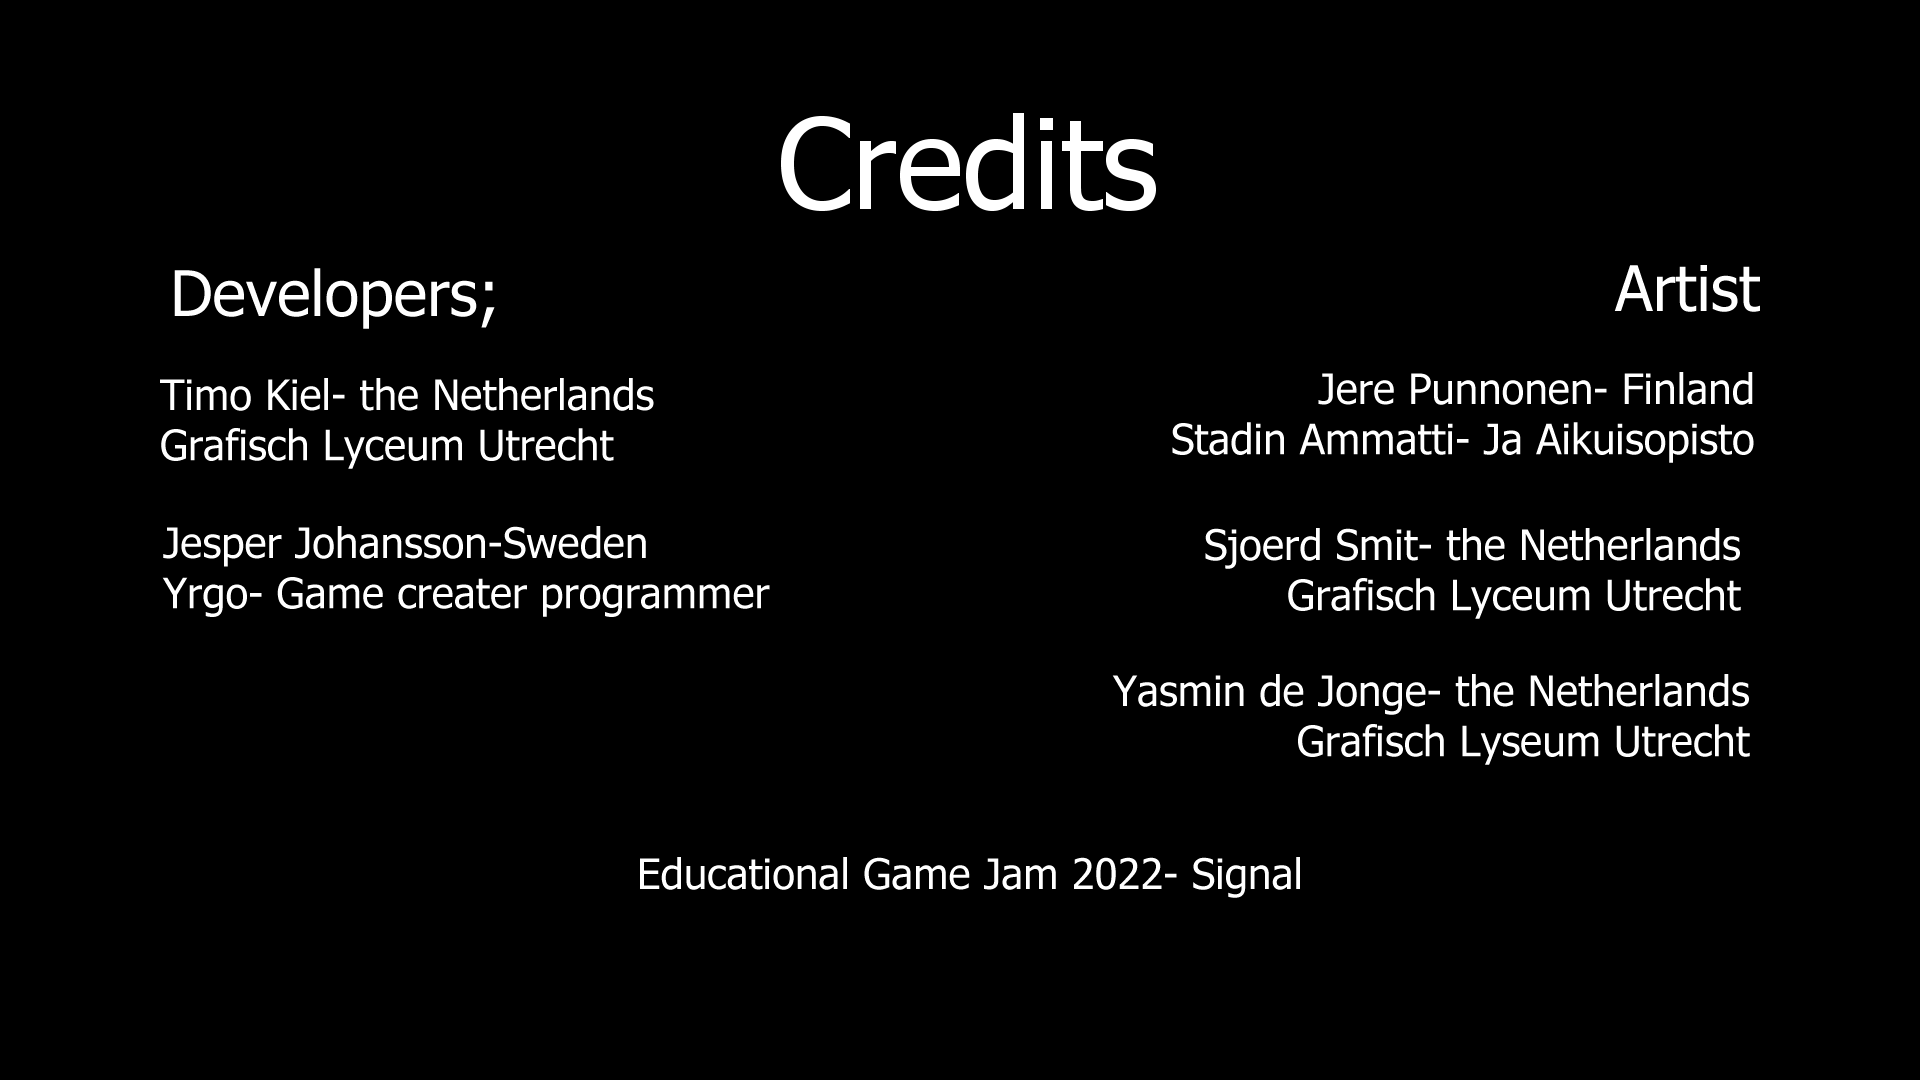 Credits
Developers;
Timo Kiel- the Netherlands
Grafisch Lyceum Utrecht
Jesper Johansson-Sweden
Yrgo- Game creater programmer
Artist
Jere Punnonen- Finland
Stadin Ammatti- Ja Aikuisopisto
Sjoerd Smit- the Netherlands
Grafisch Lyceum Utrecht
Yasmin de Jonge- the Netherlands
Grafisch Lyseum Utrecht
Educational Game Jam 2022- Signal